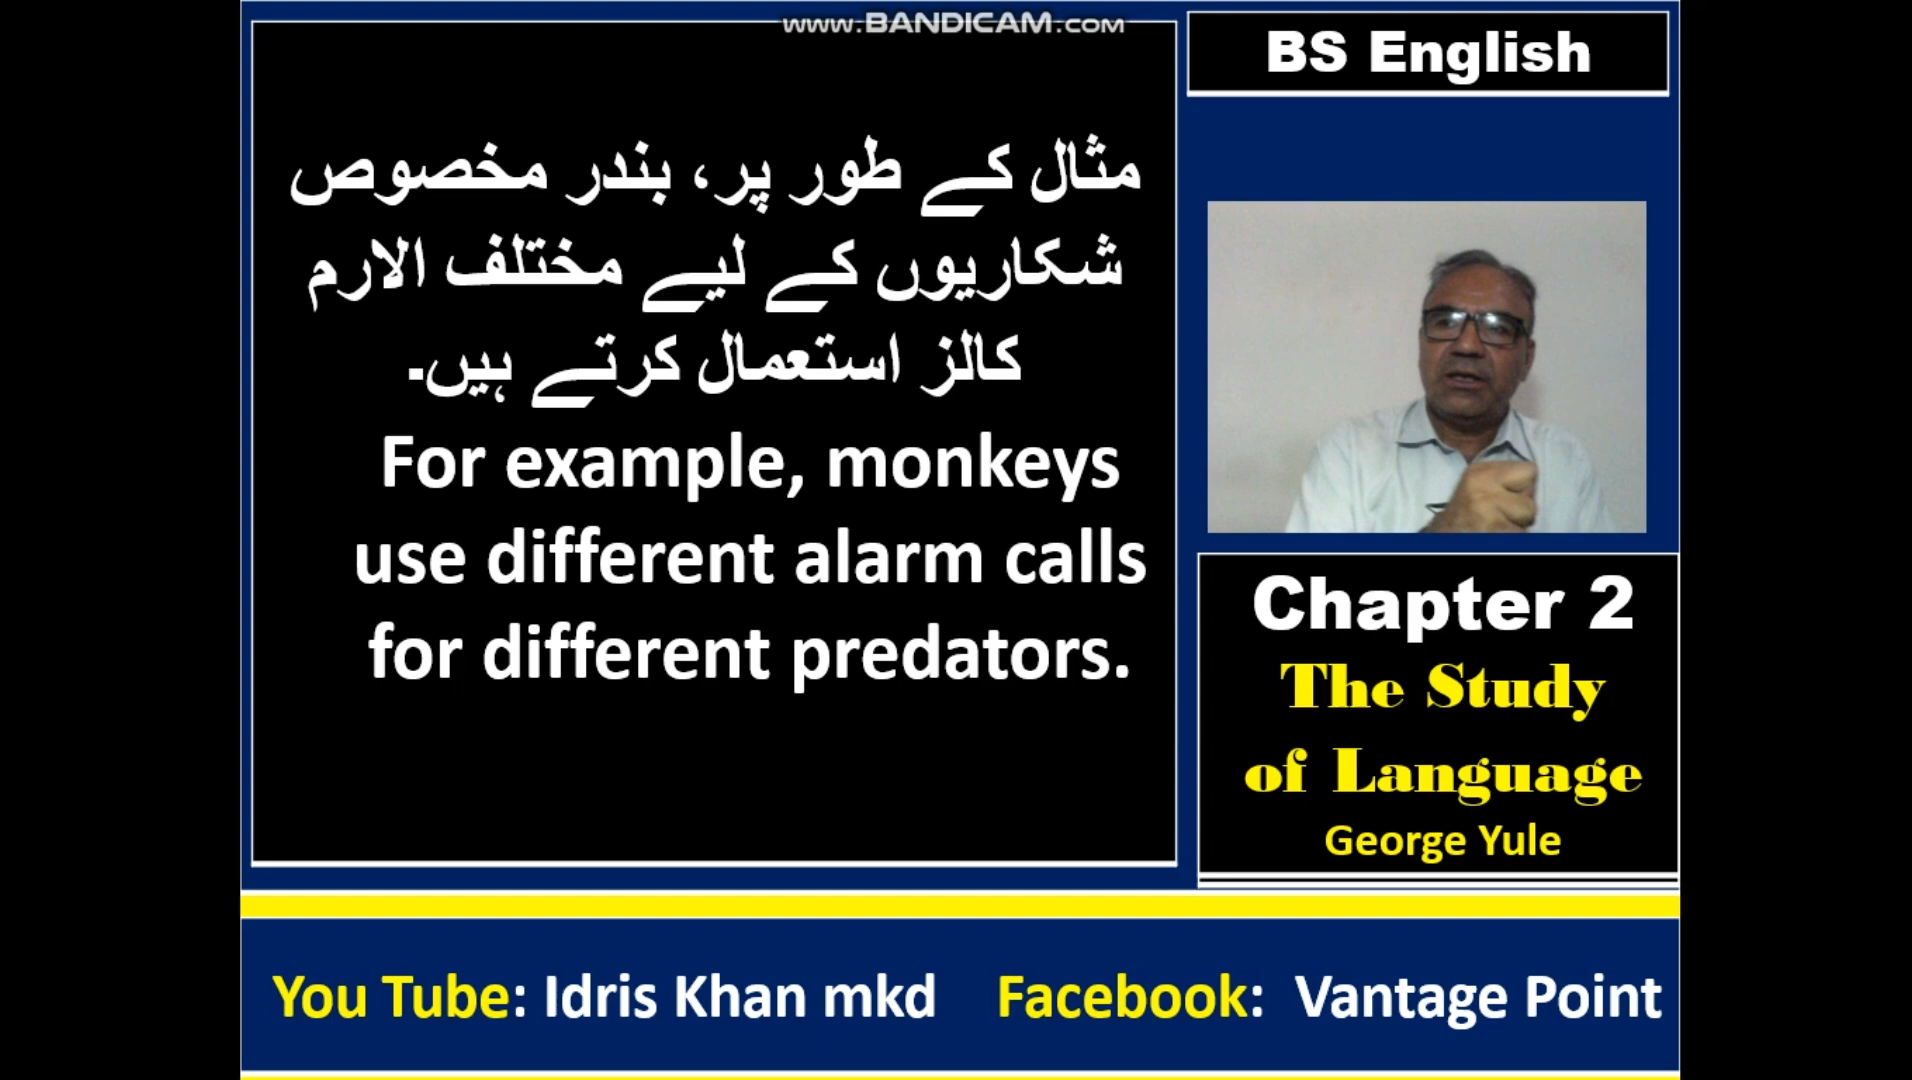 www.BANDICAM.com
BS English
مثال کے طور پر، بندر مخصوص
شکاریوں کے لیے مختلف الارم
کالز استعمال کرتے ہیں۔
For example, monkeys
use different alarm calls
for different predators.
Chapter 2
The Study
of Language
George Yule
You Tube: Idris Khan mkd Facebook: Vantage Point